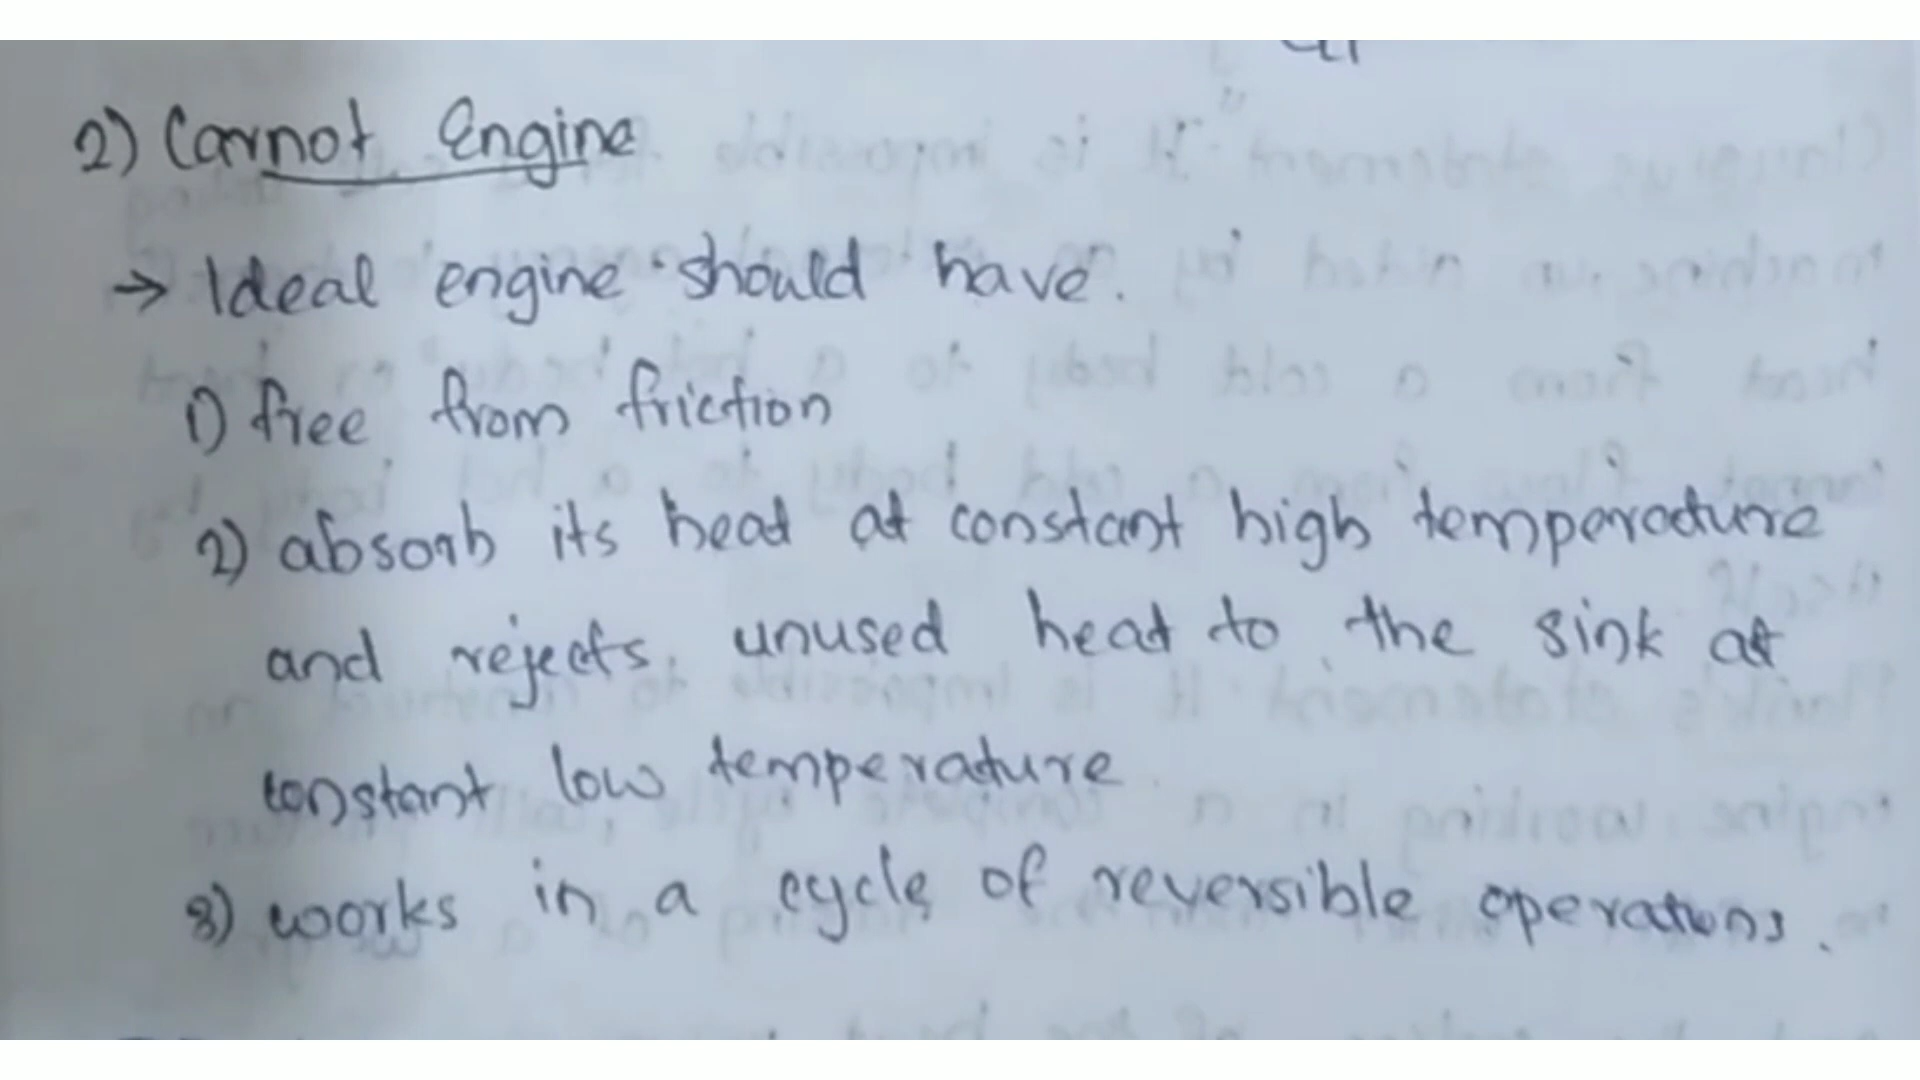 2) Carnot Engine
→ Ideal engine should have.
1) free from friction
2) absorb its heat at constant high temperature
and rejects unused heat to the sink at
constant low temperature
3) works in a cycle of reversible operations.